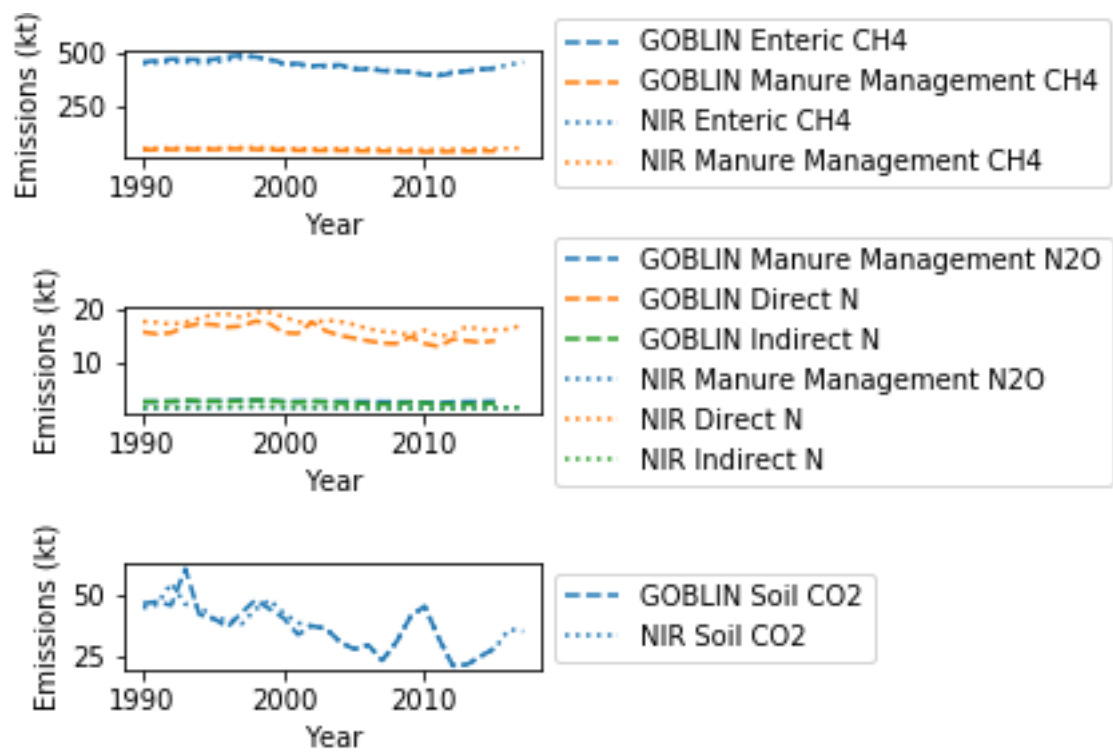 Emissions (kt)
500
250
1990
2000
2010
Year
GOBLIN Enteric CH4
GOBLIN Manure Management CH4
NIR Enteric CH4
NIR Manure Management CH4
Emissions (kt)
20
10
1990
2000
2010
Year
GOBLIN Manure Management N2O
GOBLIN Direct N
GOBLIN Indirect N
NIR Manure Management N2O
NIR Direct N
NIR Indirect N
Emissions (kt)
50
25
1990
2000
2010
Year
GOBLIN Soil CO2
NIR Soil CO2